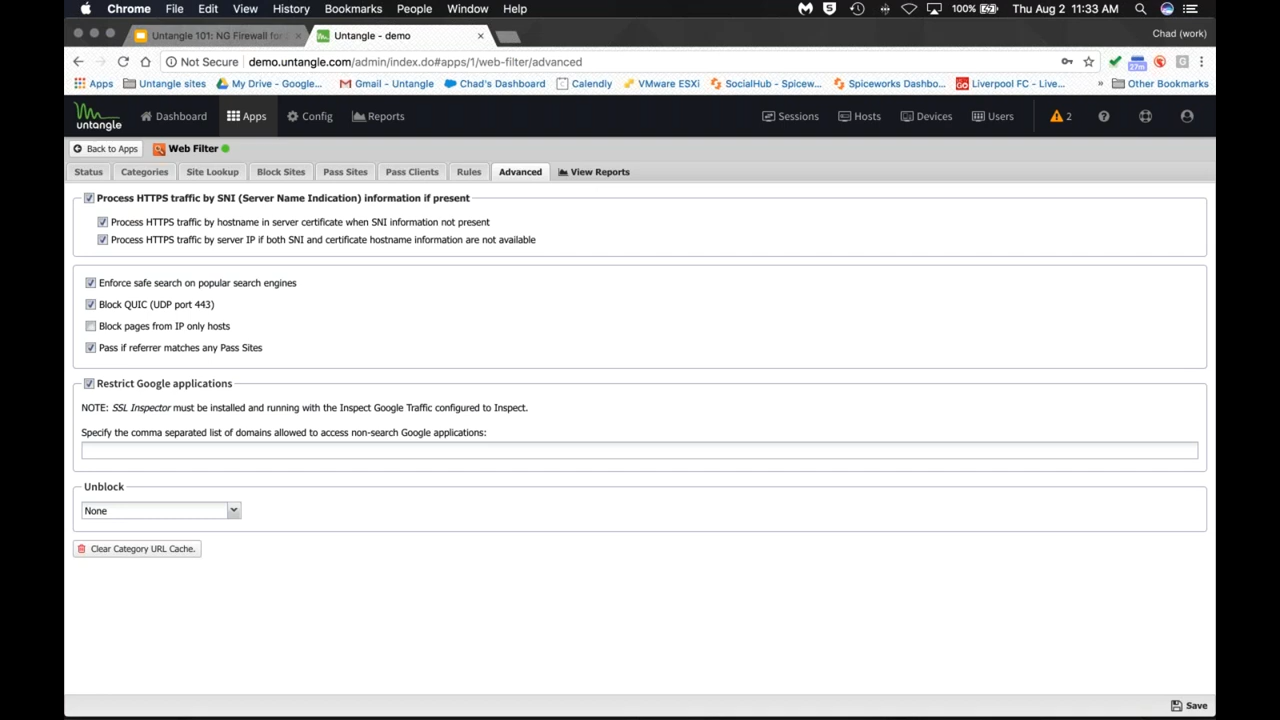 Chrome File Edit View History Bookmarks People Window Help 5 100% Thu Aug 2 11:33 AM
Untangle 101: NG Firewall for × Untangle - demo × Chad (work)
Not Secure demo.untangle.com/admin/index.do#apps/1/web-filter/advanced 27m G
Apps Untangle sites My Drive - Google... Gmail - Untangle Chad's Dashboard Calendly VMware ESXi SocialHub - Spicew... Spiceworks Dashbo... GO Liverpool FC - Live... » Other Bookmarks
untangle Dashboard Apps Config Reports Sessions Hosts Devices Users 2
Back to Apps Web Filter
Status Categories Site Lookup Block Sites Pass Sites Pass Clients Rules Advanced View Reports
Process HTTPS traffic by SNI (Server Name Indication) information if present
Process HTTPS traffic by hostname in server certificate when SNI information not present
Process HTTPS traffic by server IP if both SNI and certificate hostname information are not available
Enforce safe search on popular search engines
Block QUIC (UDP port 443)
Block pages from IP only hosts
Pass if referrer matches any Pass Sites
Restrict Google applications
NOTE: SSL Inspector must be installed and running with the Inspect Google Traffic configured to Inspect.
Specify the comma separated list of domains allowed to access non-search Google applications:
Unblock
None
Clear Category URL Cache.
Save